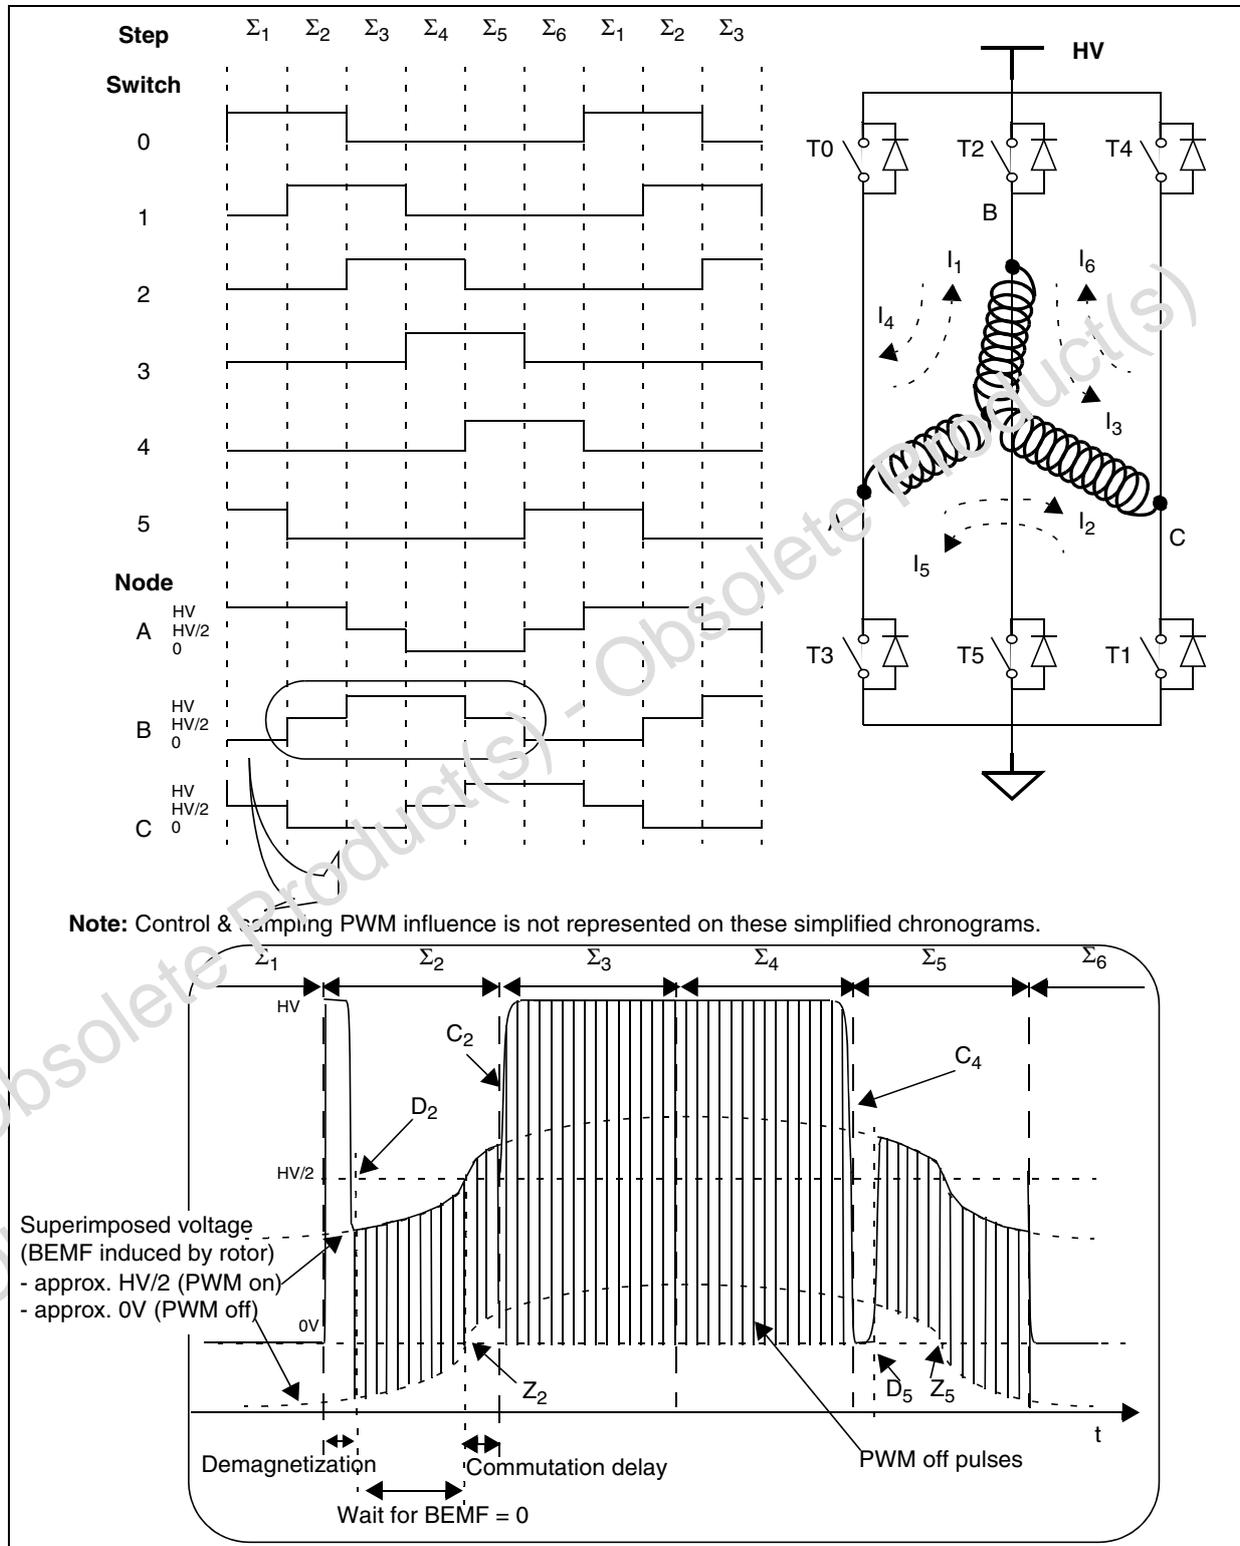 Step Σ1 Σ2 Σ3 Σ4 Σ5 Σ6 Σ1 Σ2 Σ3
Switch
0
1
2
3
4
5
Node
A HV HV/2 0
B HV HV/2 0
C HV HV/2 0
HV
T0 T2 T4
B
I1 I6
I4
I3
A
I2
C
I5
T3 T5 T1
Note: Control & sampling PWM influence is not represented on these simplified chronograms.
Σ1 Σ2 Σ3 Σ4 Σ5 Σ6
HV
C2
C4
D2
HV/2
Superimposed voltage
(BEMF induced by rotor)
- approx. HV/2 (PWM on)
- approx. 0V (PWM off)
0V
Z2
D5 Z5
t
Demagnetization
Commutation delay
PWM off pulses
Wait for BEMF = 0
Obsolete Product(s) - Obsolete Product(s)